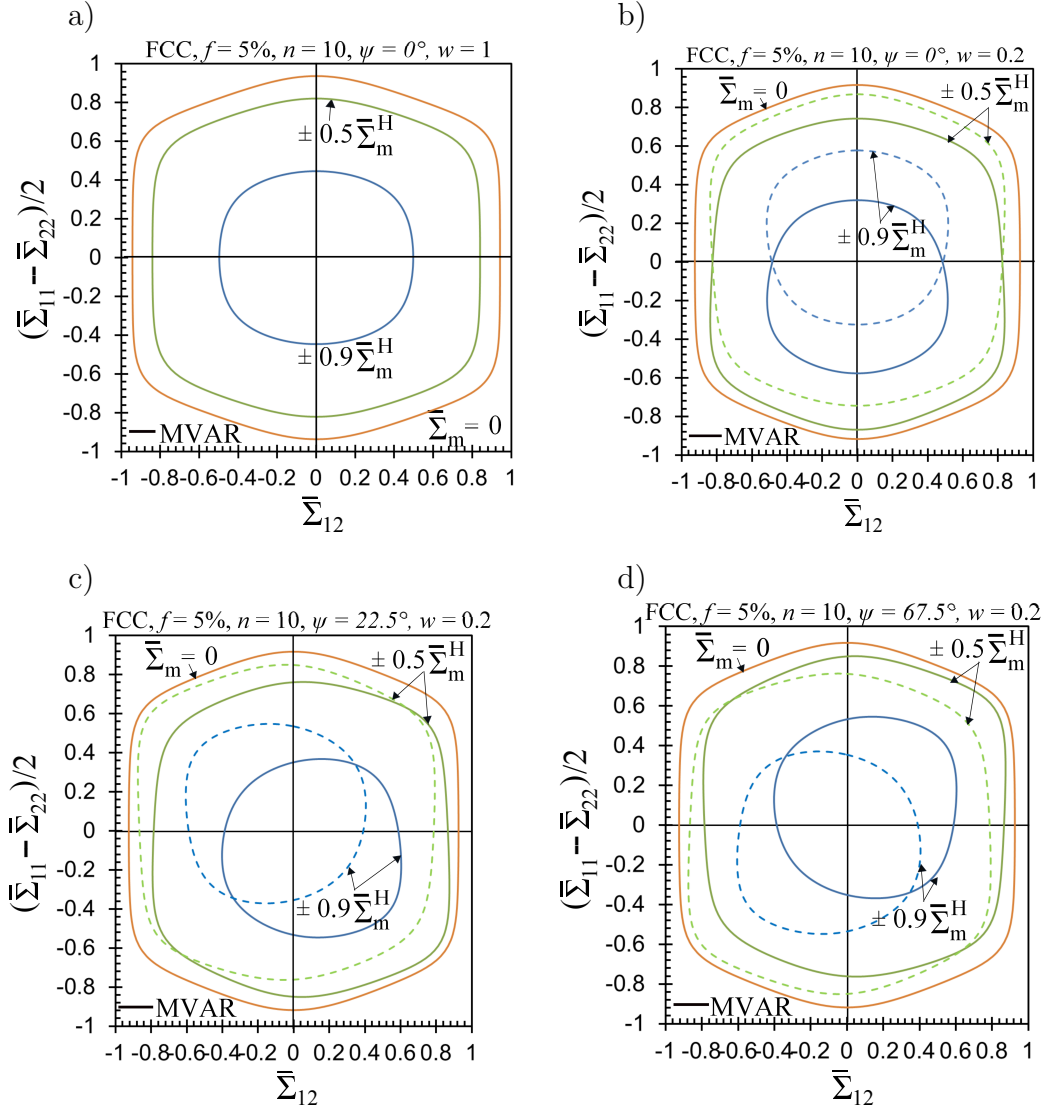 a)
FCC, f = 5%, n = 10, ψ = 0°, w = 1
1
0.8
0.6
0.4
0.2
0
-0.2
-0.4
-0.6
-0.8
-1
-1 -0.8-0.6-0.4-0.2 0 0.2 0.4 0.6 0.8 1
(Σ̅₁₁ − Σ̅₂₂)/2
Σ̅₁₂
± 0.5 Σ̅ₘᴴ
± 0.9 Σ̅ₘᴴ
Σ̅ₘ = 0
MVAR
b)
FCC, f = 5%, n = 10, ψ = 0°, w = 0.2
1
0.8
0.6
0.4
0.2
0
-0.2
-0.4
-0.6
-0.8
-1
-1 -0.8-0.6-0.4-0.2 0 0.2 0.4 0.6 0.8 1
(Σ̅₁₁ − Σ̅₂₂)/2
Σ̅₁₂
Σ̅ₘ = 0
± 0.5 Σ̅ₘᴴ
± 0.9 Σ̅ₘᴴ
MVAR
c)
FCC, f = 5%, n = 10, ψ = 22.5°, w = 0.2
1
0.8
0.6
0.4
0.2
0
-0.2
-0.4
-0.6
-0.8
-1
-1 -0.8-0.6-0.4-0.2 0 0.2 0.4 0.6 0.8 1
(Σ̅₁₁ − Σ̅₂₂)/2
Σ̅₁₂
Σ̅ₘ = 0
± 0.5 Σ̅ₘᴴ
± 0.9 Σ̅ₘᴴ
MVAR
d)
FCC, f = 5%, n = 10, ψ = 67.5°, w = 0.2
1
0.8
0.6
0.4
0.2
0
-0.2
-0.4
-0.6
-0.8
-1
-1 -0.8-0.6-0.4-0.2 0 0.2 0.4 0.6 0.8 1
(Σ̅₁₁ − Σ̅₂₂)/2
Σ̅₁₂
Σ̅ₘ = 0
± 0.5 Σ̅ₘᴴ
± 0.9 Σ̅ₘᴴ
MVAR